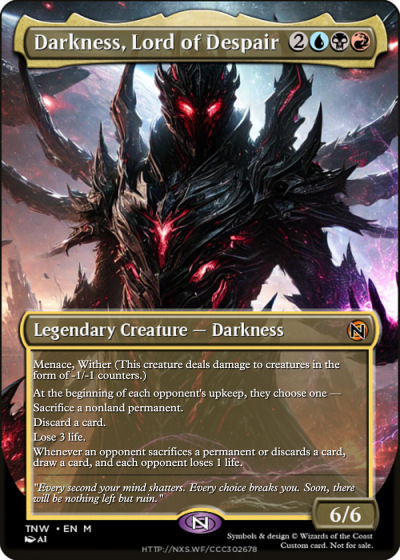 Darkness, Lord of Despair 2
Legendary Creature — Darkness
Menace, Wither (This creature deals damage to creatures in the
form of -1/-1 counters.)
At the beginning of each opponent's upkeep, they choose one —
Sacrifice a nonland permanent.
Discard a card.
Lose 3 life.
Whenever an opponent sacrifices a permanent or discards a card,
draw a card, and each opponent loses 1 life.
"Every second your mind shatters. Every choice breaks you. Soon, there
will be nothing left but ruin."
6/6
TNW • EN M
AI
N
Symbols & design © Wizards of the Coast
Custom card. Not for sale.
HTTP://NXS.WF/CCC302678